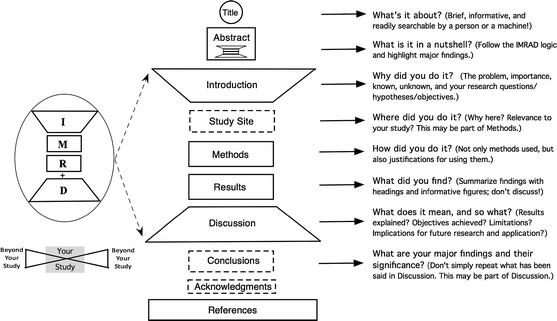 Title
What's it about? (Brief, informative, and
readily searchable by a person or a machine!)
Abstract
What is it in a nutshell? (Follow the IMRAD logic
and highlight major findings.)
Introduction
Why did you do it? (The problem, importance,
known, unknown, and your research questions/
hypotheses/objectives.)
Study Site
Where did you do it? (Why here? Relevance to
your study? This may be part of Methods.)
Methods
How did you do it? (Not only methods used, but
also justifications for using them.)
Results
What did you find? (Summarize findings with
headings and informative figures; don't discuss!)
Discussion
What does it mean, and so what? (Results
explained? Objectives achieved? Limitations?
Implications for future research and application?)
Conclusions
What are your major findings and their
significance? (Don't simply repeat what has been
said in Discussion. This may be part of Discussion.)
Acknowledgments
References
I
M
R
+
D
Beyond
Your
Study
Your
Study
Beyond
Your
Study